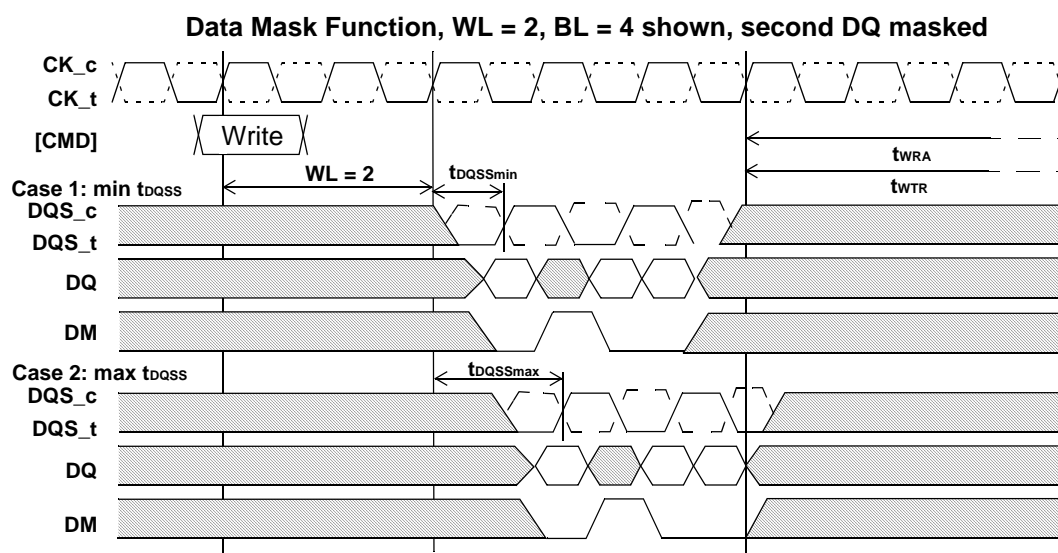 Data Mask Function, WL = 2, BL = 4 shown, second DQ masked
CK_c
CK_t
[CMD]
Write
tWRA
WL = 2
tDQSSmin
tWTR
Case 1: min tDQSS
DQS_c
DQS_t
DQ
DM
Case 2: max tDQSS
tDQSSmax
DQS_c
DQS_t
DQ
DM